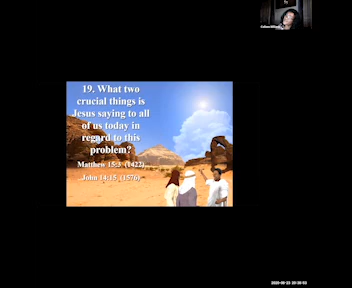 19. What two
crucial things is
Jesus saying to all
of us today in
regard to this
problem?
Matthew 15:3 (1422)
John 14:15 (1576)